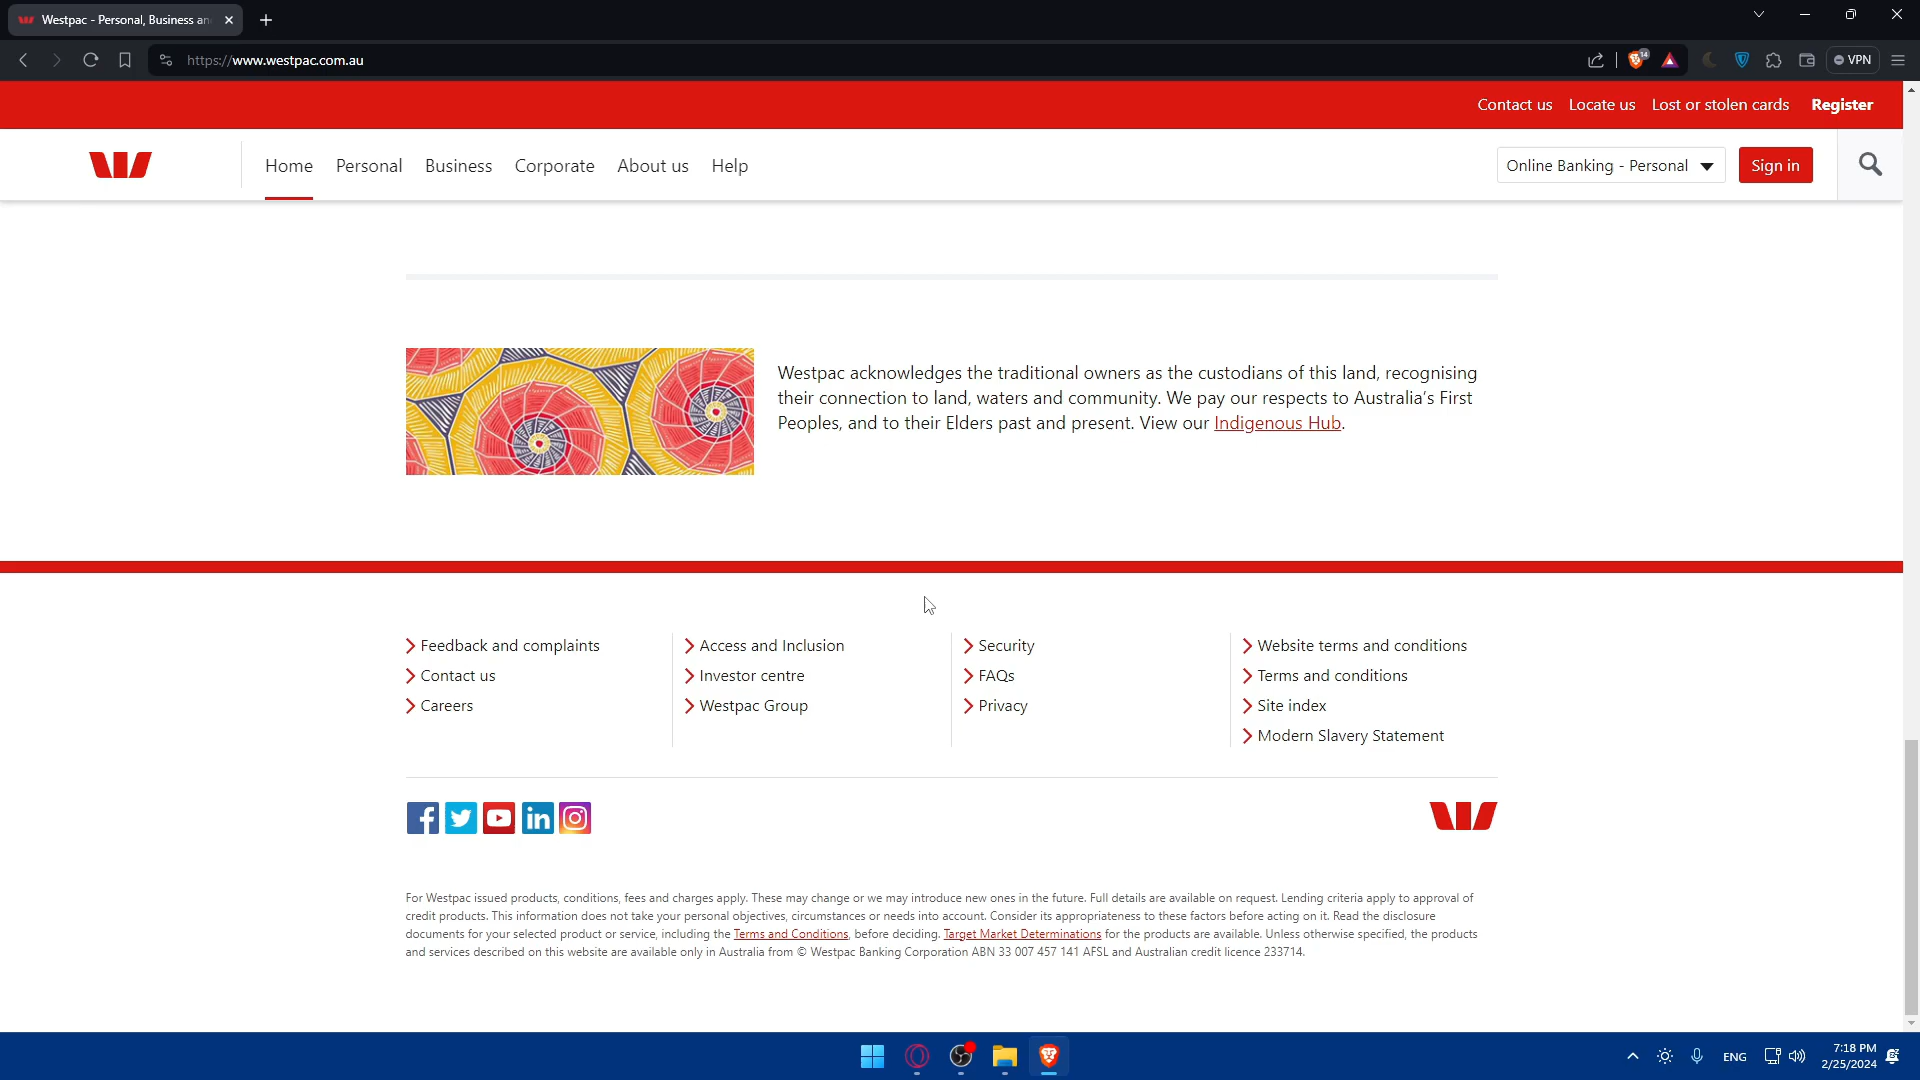 Westpac - Personal, Business an
https://www.westpac.com.au
14
VPN
Contact us Locate us Lost or stolen cards Register
Home Personal Business Corporate About us Help
Online Banking - Personal Sign in
Westpac acknowledges the traditional owners as the custodians of this land, recognising
their connection to land, waters and community. We pay our respects to Australia's First
Peoples, and to their Elders past and present. View our Indigenous Hub.
Feedback and complaints
Contact us
Careers
Access and Inclusion
Investor centre
Westpac Group
Security
FAQs
Privacy
Website terms and conditions
Terms and conditions
Site index
Modern Slavery Statement
For Westpac issued products, conditions, fees and charges apply. These may change or we may introduce new ones in the future. Full details are available on request. Lending criteria apply to approval of
credit products. This information does not take your personal objectives, circumstances or needs into account. Consider its appropriateness to these factors before acting on it. Read the disclosure
documents for your selected product or service, including the Terms and Conditions, before deciding. Target Market Determinations for the products are available. Unless otherwise specified, the products
and services described on this website are available only in Australia from © Westpac Banking Corporation ABN 33 007 457 141 AFSL and Australian credit licence 233714.
ENG
7:18 PM
2/25/2024